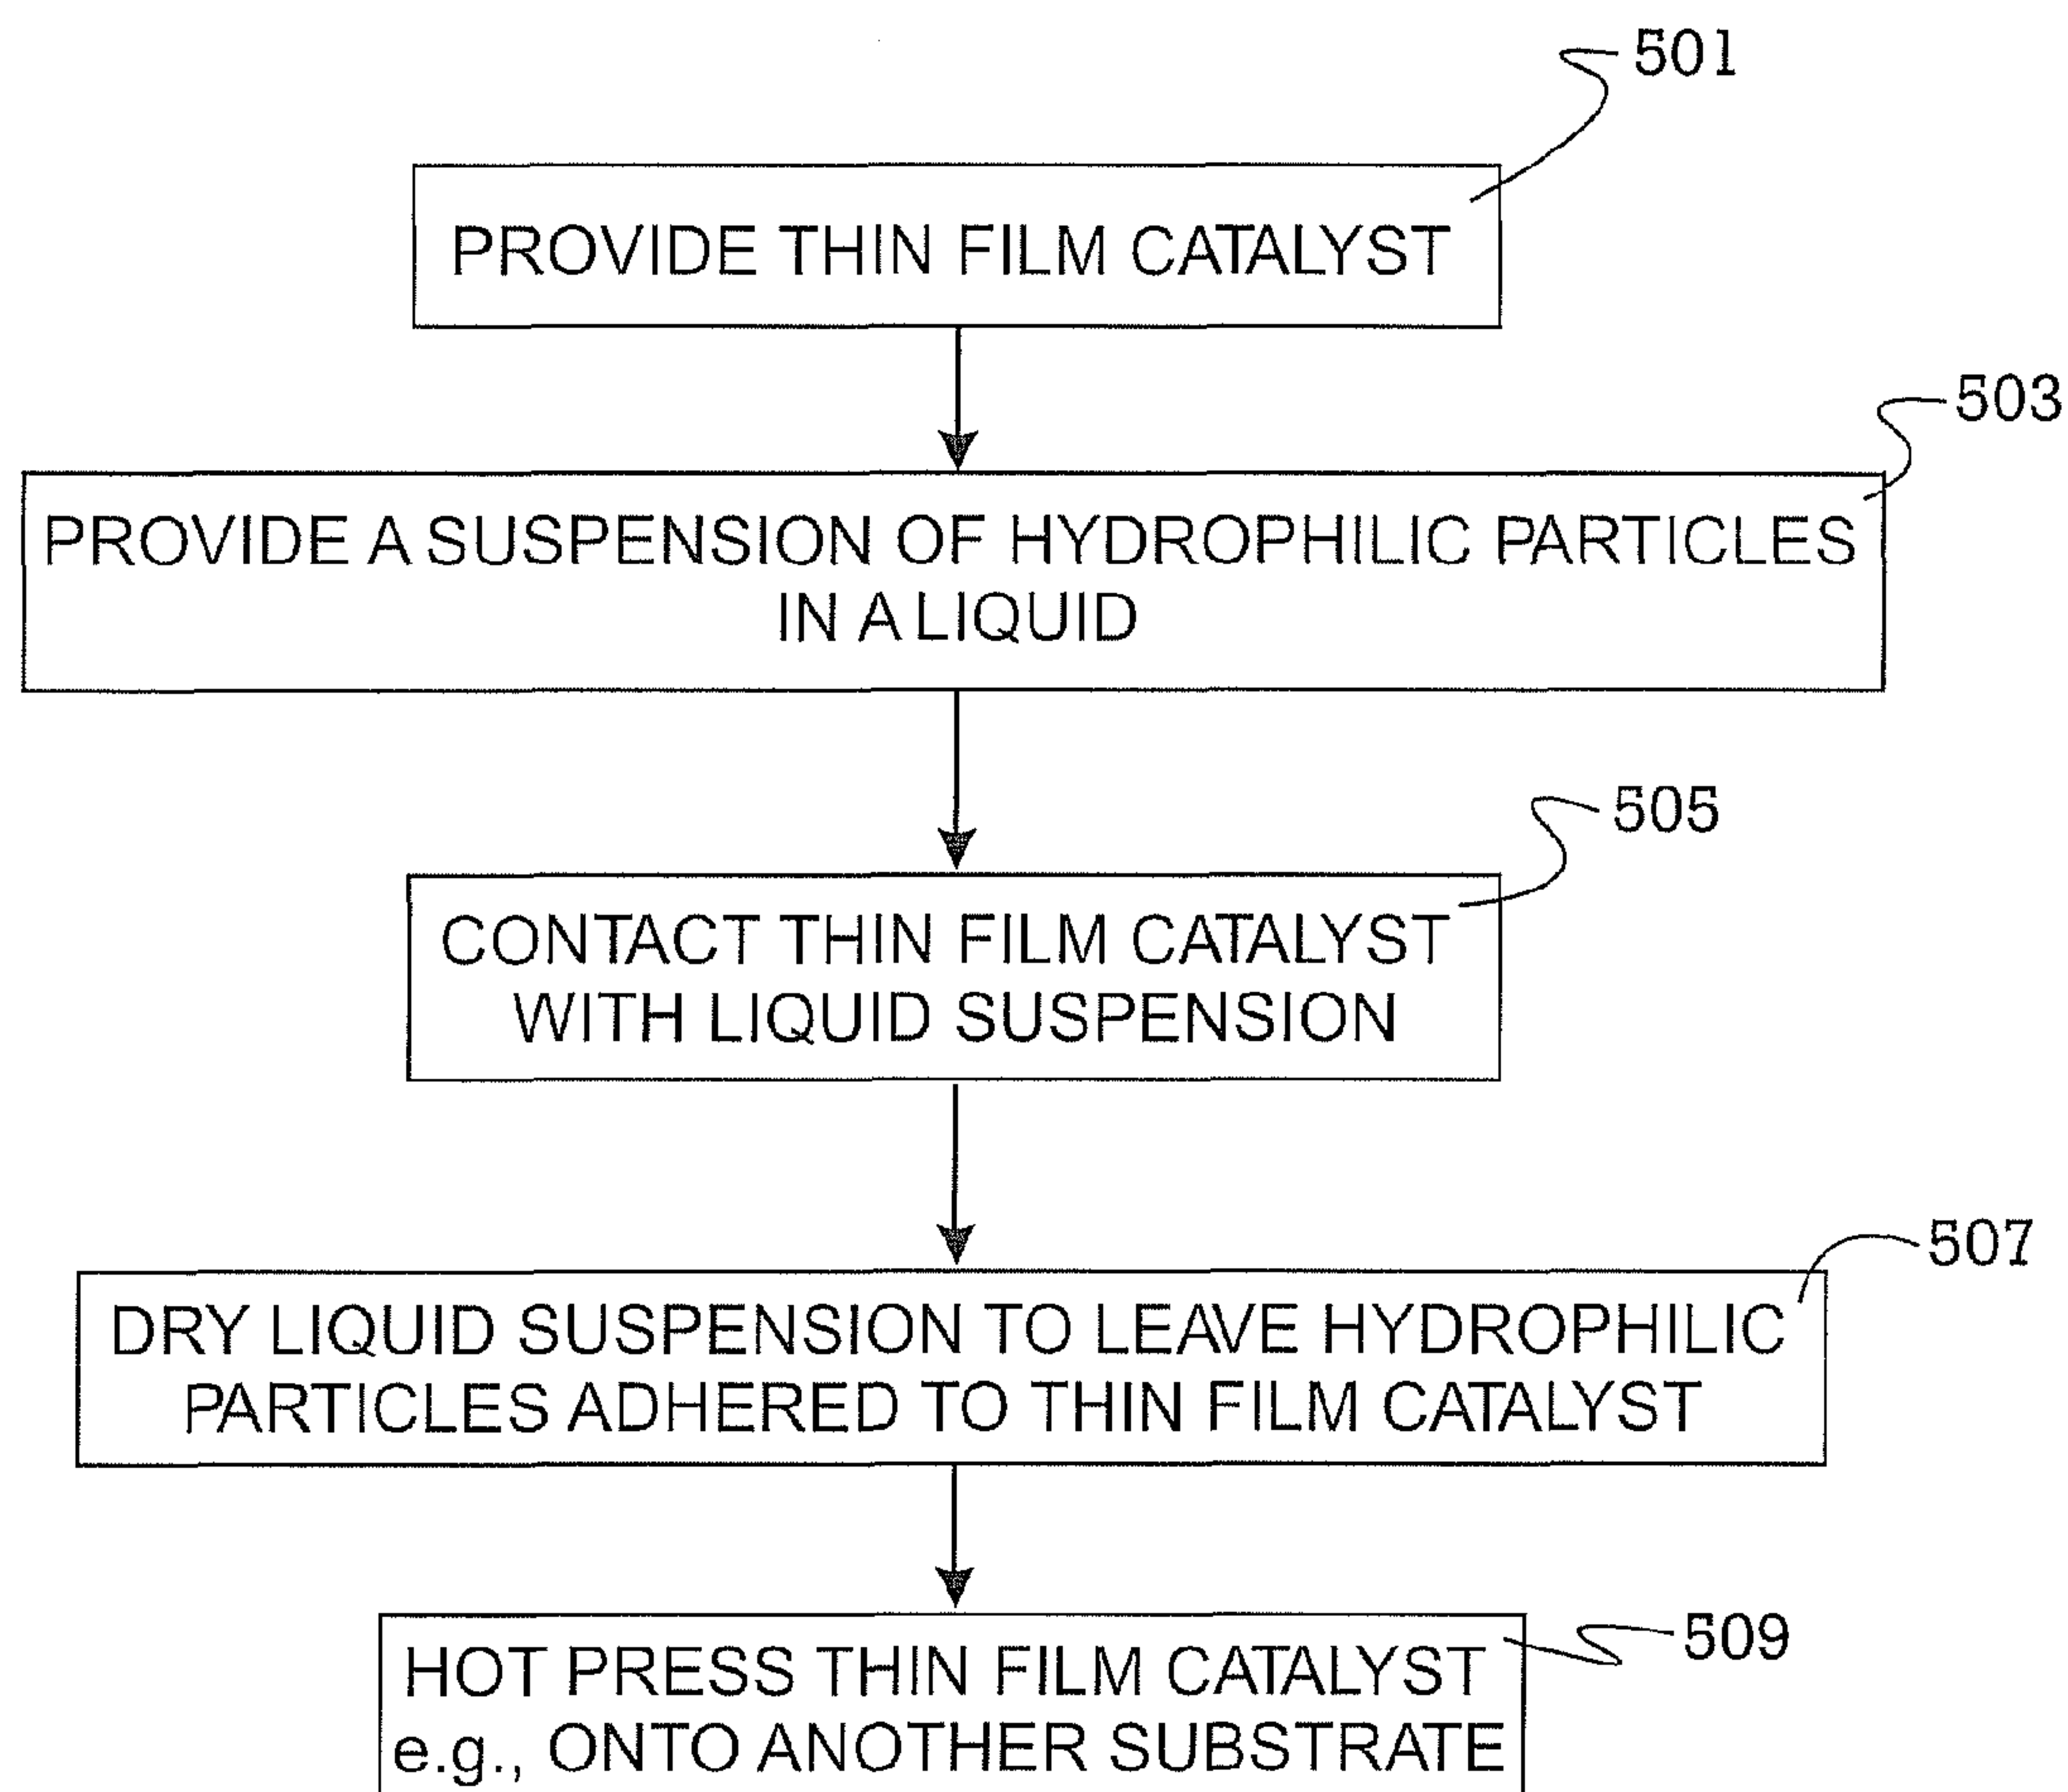 501
PROVIDE THIN FILM CATALYST
503
PROVIDE A SUSPENSION OF HYDROPHILIC PARTICLES
IN A LIQUID
505
CONTACT THIN FILM CATALYST
WITH LIQUID SUSPENSION
507
DRY LIQUID SUSPENSION TO LEAVE HYDROPHILIC
PARTICLES ADHERED TO THIN FILM CATALYST
509
HOT PRESS THIN FILM CATALYST
e.g., ONTO ANOTHER SUBSTRATE